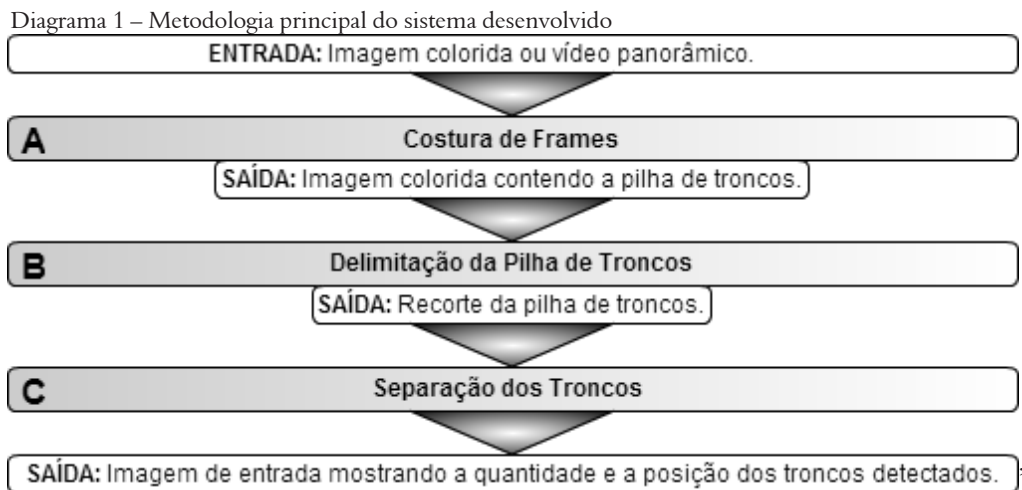 Diagrama 1 – Metodologia principal do sistema desenvolvido
ENTRADA: Imagem colorida ou vídeo panorâmico.
A Costura de Frames
SAÍDA: Imagem colorida contendo a pilha de troncos.
B Delimitação da Pilha de Troncos
SAÍDA: Recorte da pilha de troncos.
C Separação dos Troncos
SAÍDA: Imagem de entrada mostrando a quantidade e a posição dos troncos detectados.